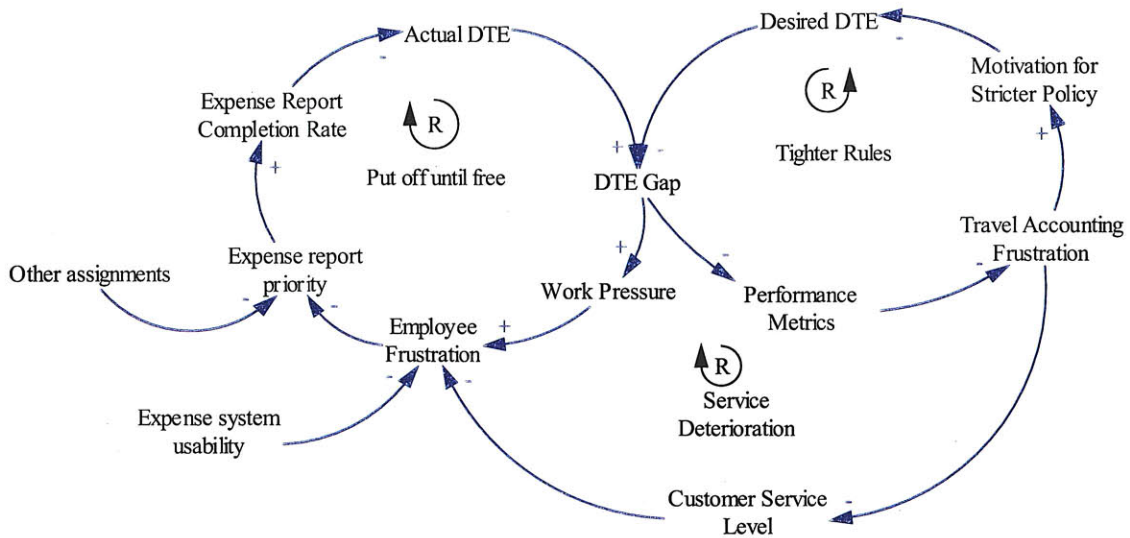 Actual DTE
Desired DTE
Motivation for
Stricter Policy
Expense Report
Completion Rate
R
Put off until free
R
Tighter Rules
-
-
+
-
DTE Gap
-
+
+
+
-
Travel Accounting
Frustration
-
Other assignments
Expense report
priority
-
-
Work Pressure
Performance
Metrics
Employee
Frustration
+
-
-
R
Service
Deterioration
Expense system
usability
Customer Service
Level
-